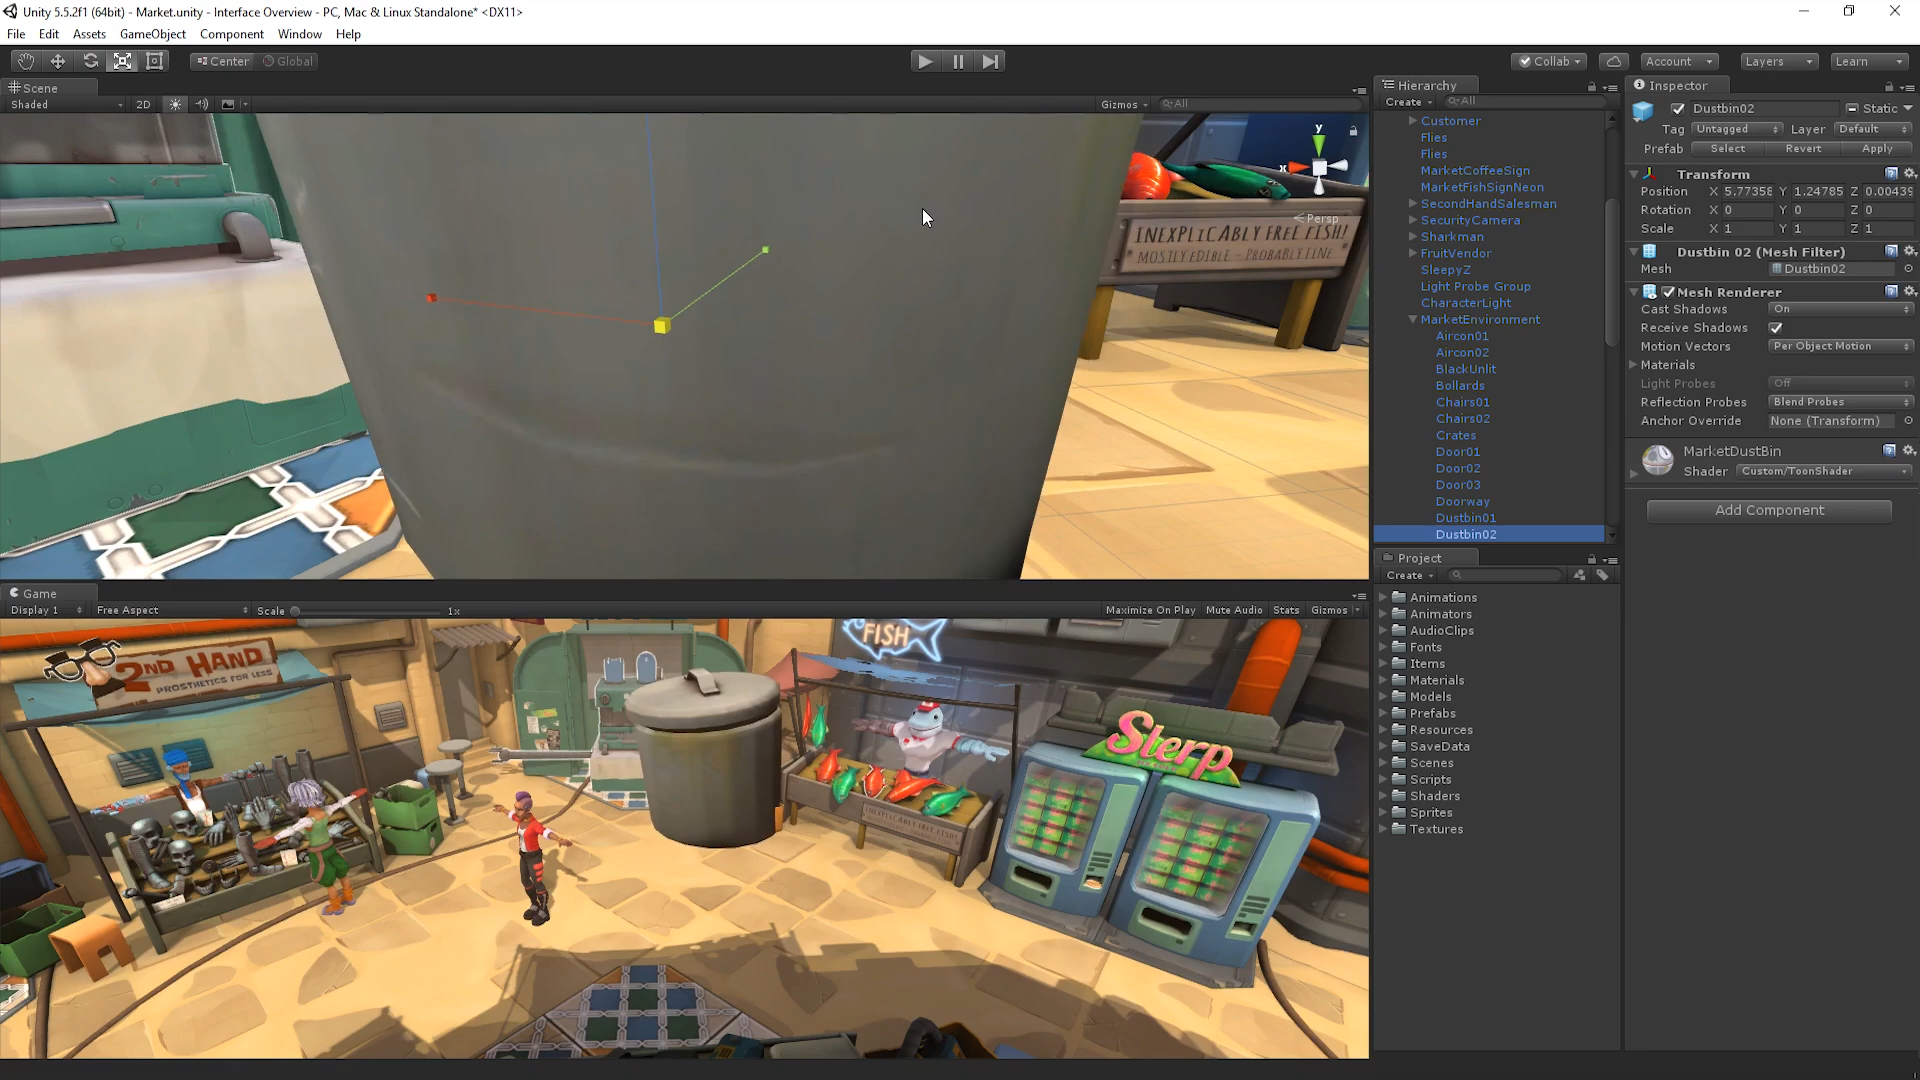 Unity 5.5.2f1 (64bit) - Market.unity - Interface Overview - PC, Mac & Linux Standalone* <DX11>
File Edit Assets GameObject Component Window Help
Center Global
Collab Account Layers Learn
Scene
Shaded 2D Gizmos All
y
x
Persp
INEXPLICABLY FREE FISH!
MOSTLY EDIBLE - PROBABLY FINE
Game
Display 1 Free Aspect Scale 1x Maximize On Play Mute Audio Stats Gizmos
2ND HAND
PROSTHETICS FOR LESS
FISH
Slerp
INEXPLICABLY FREE FISH!
Hierarchy
Create All
Customer
Flies
Flies
MarketCoffeeSign
MarketFishSignNeon
SecondHandSalesman
SecurityCamera
Sharkman
FruitVendor
SleepyZ
Light Probe Group
CharacterLight
MarketEnvironment
Aircon01
Aircon02
BlackUnlit
Bollards
Chairs01
Chairs02
Crates
Door01
Door02
Door03
Doorway
Dustbin01
Dustbin02
Project
Create
Animations
Animators
AudioClips
Fonts
Items
Materials
Models
Prefabs
Resources
SaveData
Scenes
Scripts
Shaders
Sprites
Textures
Inspector
Dustbin02 Static
Tag Untagged Layer Default
Prefab Select Revert Apply
Transform
Position X 5.77358 Y 1.24785 Z 0.00439
Rotation X 0 Y 0 Z 0
Scale X 1 Y 1 Z 1
Dustbin 02 (Mesh Filter)
Mesh Dustbin02
Mesh Renderer
Cast Shadows On
Receive Shadows
Motion Vectors Per Object Motion
Materials
Light Probes Off
Reflection Probes Blend Probes
Anchor Override None (Transform)
MarketDustBin
Shader Custom/ToonShader
Add Component